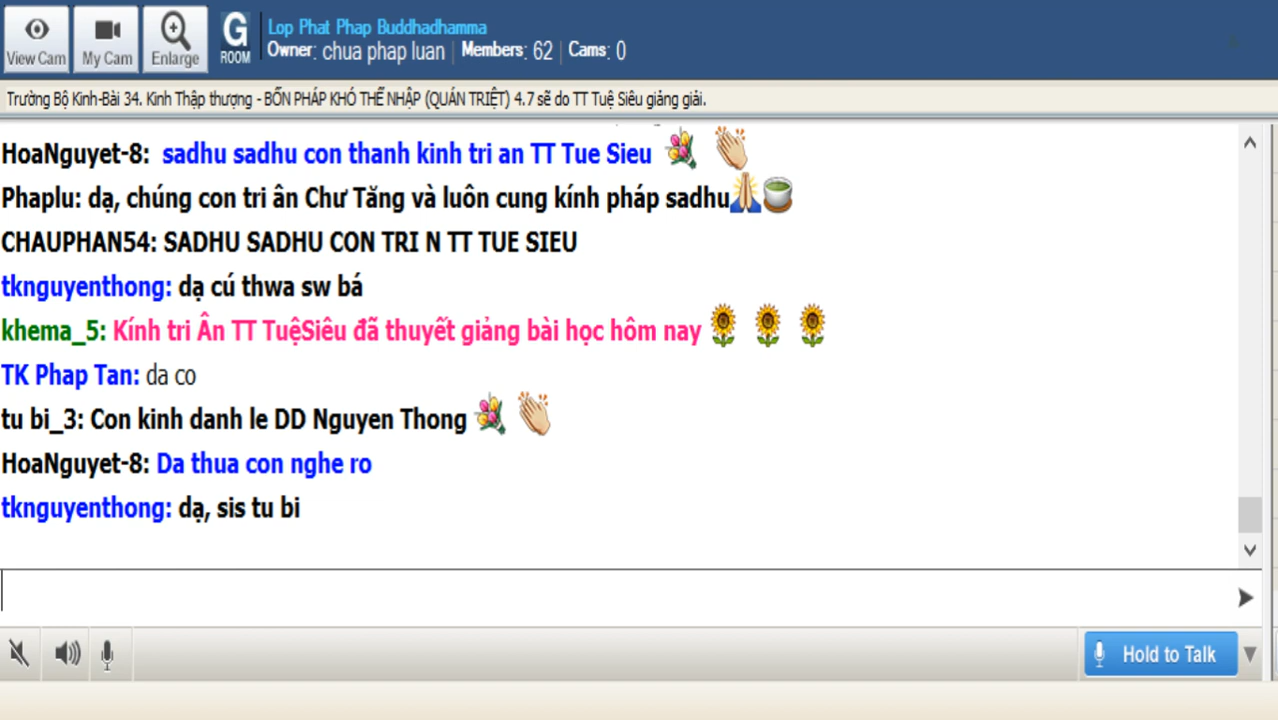 View Cam
My Cam
Enlarge
G
ROOM
Lop Phat Phap Buddhadhamma
Owner: chua phap luan | Members: 62 | Cams: 0
Trường Bộ Kinh-Bài 34. Kinh Thập thượng - BỐN PHÁP KHÓ THỂ NHẬP (QUÁN TRIỆT) 4.7 sẽ do TT Tuệ Siêu giảng giải.
HoaNguyet-8: sadhu sadhu con thanh kinh tri an TT Tue Sieu
Phaplu: dạ, chúng con tri ân Chư Tăng và luôn cung kính pháp sadhu
CHAUPHAN54: SADHU SADHU CON TRI N TT TUE SIEU
tknguyenthong: dạ cú thwa sw bá
khema_5: Kính tri Ân TT TuệSiêu đã thuyết giảng bài học hôm nay
TK Phap Tan: da co
tu bi_3: Con kinh danh le DD Nguyen Thong
HoaNguyet-8: Da thua con nghe ro
tknguyenthong: dạ, sis tu bi
Hold to Talk